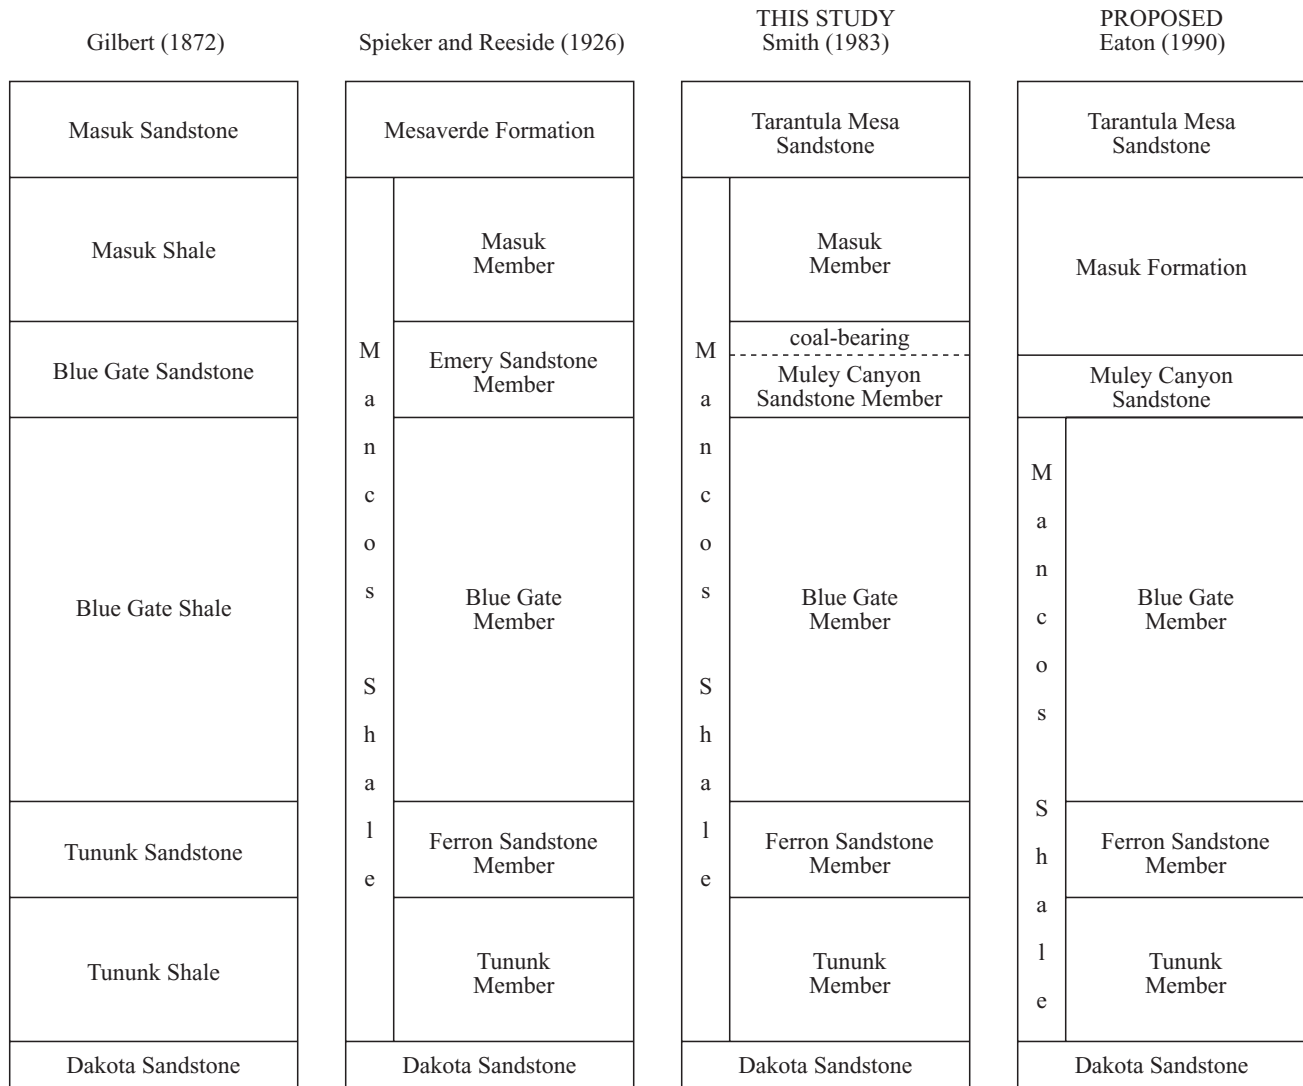 Gilbert (1872)
Masuk Sandstone
Masuk Shale
Blue Gate Sandstone
Blue Gate Shale
Tununk Sandstone
Tununk Shale
Dakota Sandstone
Spieker and Reeside (1926)
Mesaverde Formation
Mancos Shale
Masuk
Member
Emery Sandstone
Member
Blue Gate
Member
Ferron Sandstone
Member
Tununk
Member
Dakota Sandstone
THIS STUDY
Smith (1983)
Tarantula Mesa
Sandstone
Mancos Shale
Masuk
Member
coal-bearing
Muley Canyon
Sandstone Member
Blue Gate
Member
Ferron Sandstone
Member
Tununk
Member
Dakota Sandstone
PROPOSED
Eaton (1990)
Tarantula Mesa
Sandstone
Masuk Formation
Muley Canyon
Sandstone
Mancos Shale
Blue Gate
Member
Ferron Sandstone
Member
Tununk
Member
Dakota Sandstone